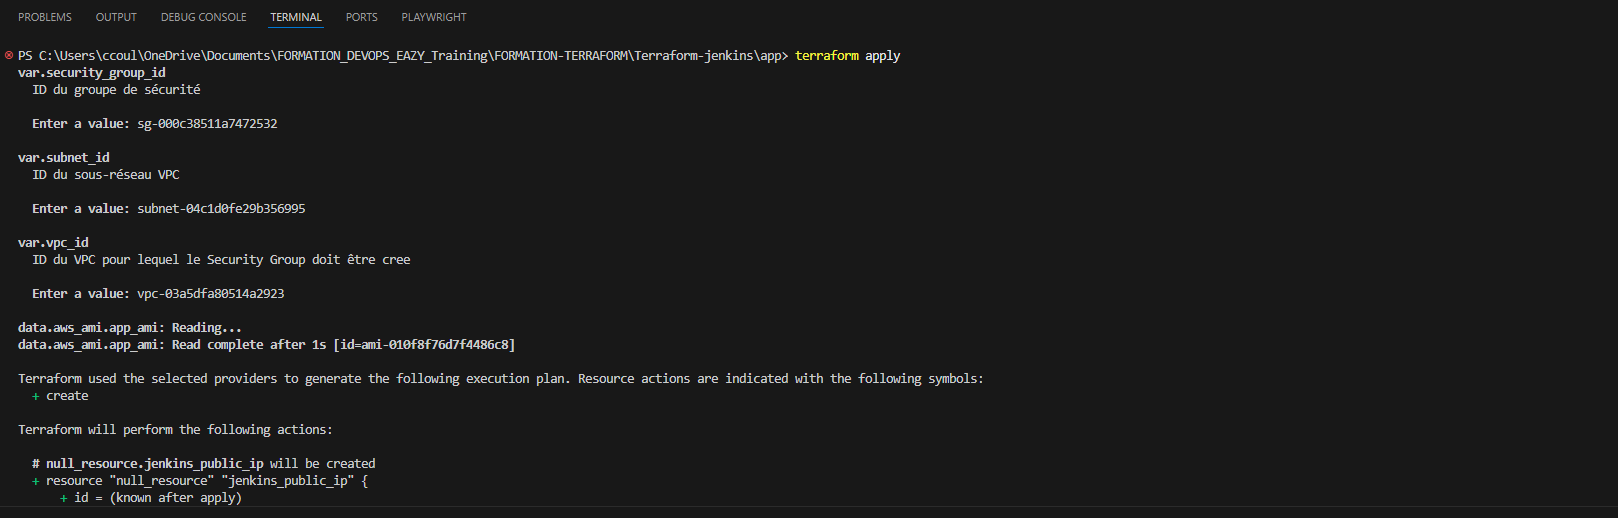 PROBLEMS OUTPUT DEBUG CONSOLE TERMINAL PORTS PLAYWRIGHT
PS C:\Users\ccoul\OneDrive\Documents\FORMATION_DEVOPS_EAZY_Training\FORMATION-TERRAFORM\Terraform-jenkins\app> terraform apply
var.security_group_id
ID du groupe de sécurité
Enter a value: sg-000c38511a7472532
var.subnet_id
ID du sous-réseau VPC
Enter a value: subnet-04c1d0fe29b356995
var.vpc_id
ID du VPC pour lequel le Security Group doit être cree
Enter a value: vpc-03a5dfa80514a2923
data.aws_ami.app_ami: Reading...
data.aws_ami.app_ami: Read complete after 1s [id=ami-010f8f76d7f4486c8]
Terraform used the selected providers to generate the following execution plan. Resource actions are indicated with the following symbols:
+ create
Terraform will perform the following actions:
# null_resource.jenkins_public_ip will be created
+ resource "null_resource" "jenkins_public_ip" {
+ id = (known after apply)